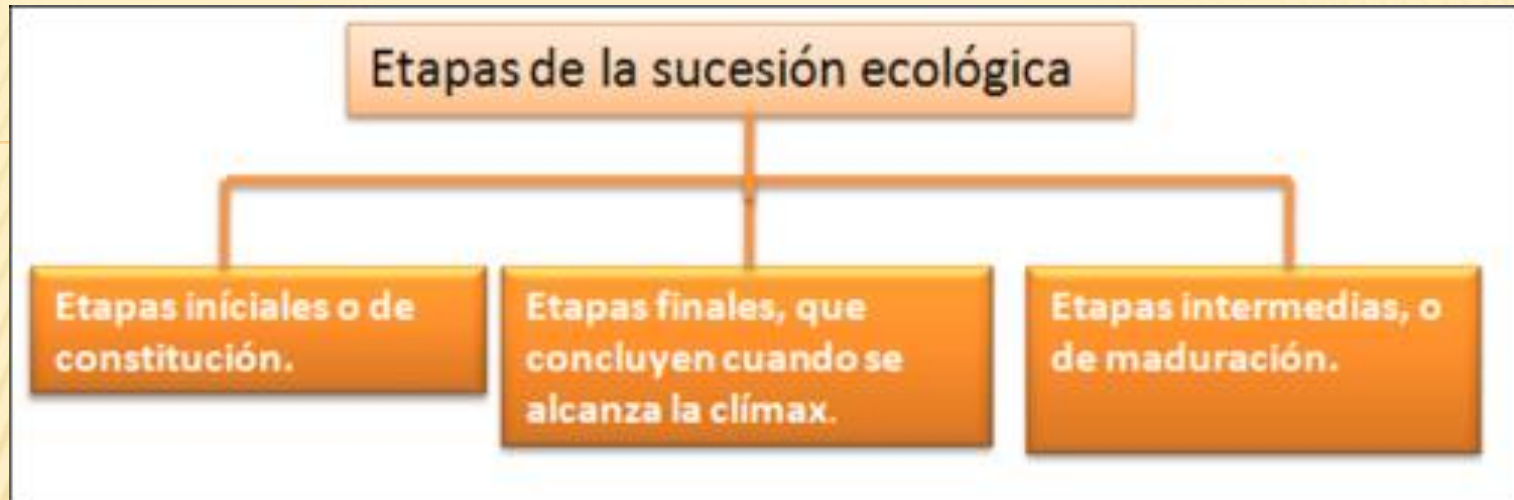 Etapas de la sucesión ecológica
Etapas iníciales o de
constitución.
Etapas finales, que
concluyen cuando se
alcanza la clímax.
Etapas intermedias, o
de maduración.